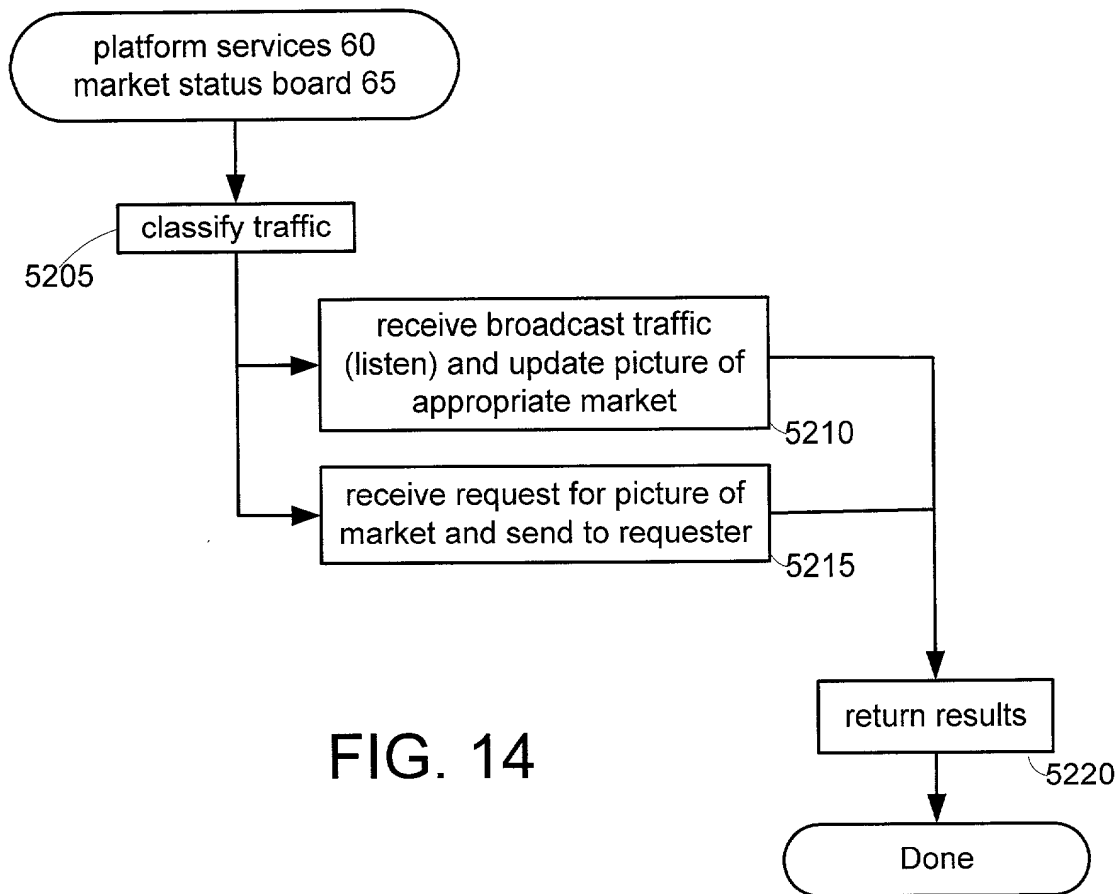 platform services 60
market status board 65
classify traffic
5205
receive broadcast traffic
(listen) and update picture of
appropriate market
5210
receive request for picture of
market and send to requester
5215
return results
5220
FIG. 14
Done